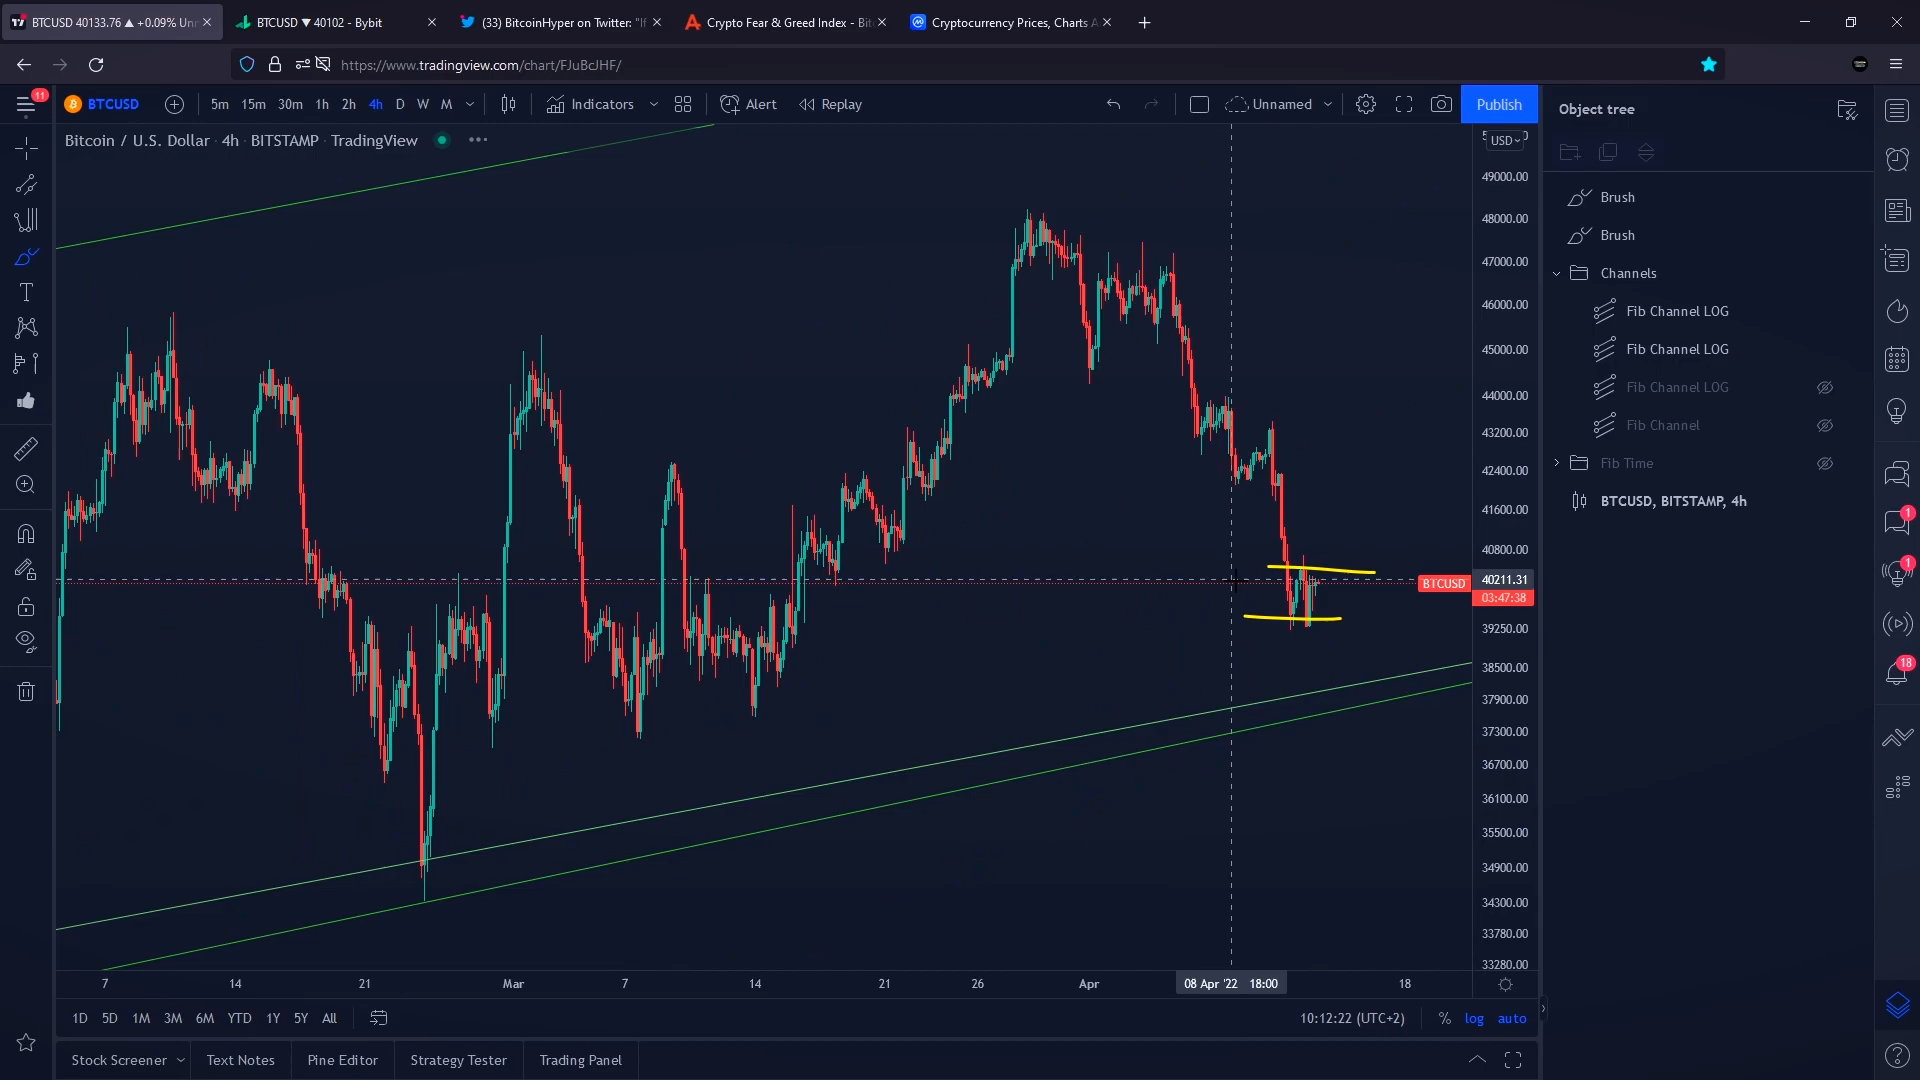 BTCUSD 40133.76 ▲ +0.09% Un
BTCUSD ▼ 40102 - Bybit
(33) BitcoinHyper on Twitter: "If
Crypto Fear & Greed Index - Bit
Cryptocurrency Prices, Charts A
https://www.tradingview.com/chart/FJuBcJHF/
11
BTCUSD
5m 15m 30m 1h 2h 4h D W M
Indicators
Alert
Replay
Unnamed
Publish
Object tree
Bitcoin / U.S. Dollar · 4h · BITSTAMP · TradingView
USD
49000.00
48000.00
47000.00
46000.00
45000.00
44000.00
43200.00
42400.00
41600.00
40800.00
BTCUSD
40211.31
03:47:38
39250.00
38500.00
37900.00
37300.00
36700.00
36100.00
35500.00
34900.00
34300.00
33780.00
33280.00
Brush
Brush
Channels
Fib Channel LOG
Fib Channel LOG
Fib Channel LOG
Fib Channel
Fib Time
BTCUSD, BITSTAMP, 4h
1
1
18
7 14 21 Mar 7 14 21 26 Apr 08 Apr '22 18:00 18
1D 5D 1M 3M 6M YTD 1Y 5Y All
10:12:22 (UTC+2) % log auto
Stock Screener Text Notes Pine Editor Strategy Tester Trading Panel